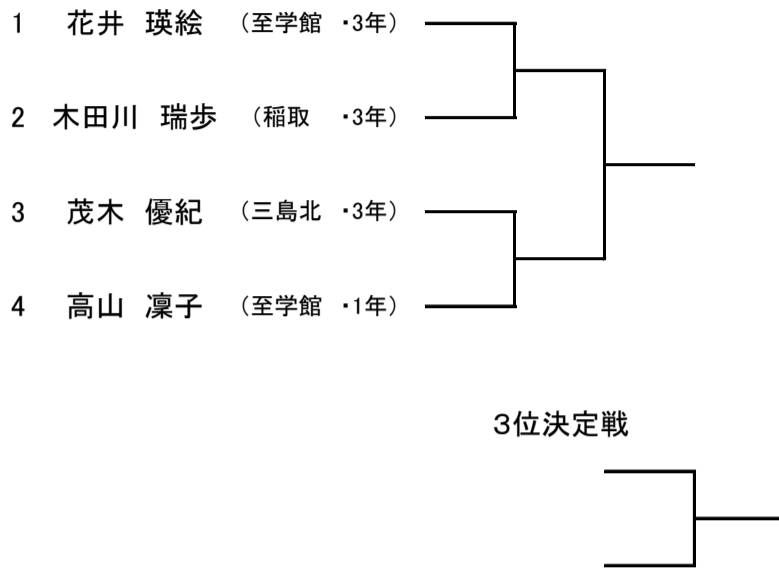 1 花井 瑛絵 （至学館 ・3年）
2 木田川 瑞歩 （稲取 ・3年）
3 茂木 優紀 （三島北 ・3年）
4 高山 凜子 （至学館 ・1年）
３位決定戦